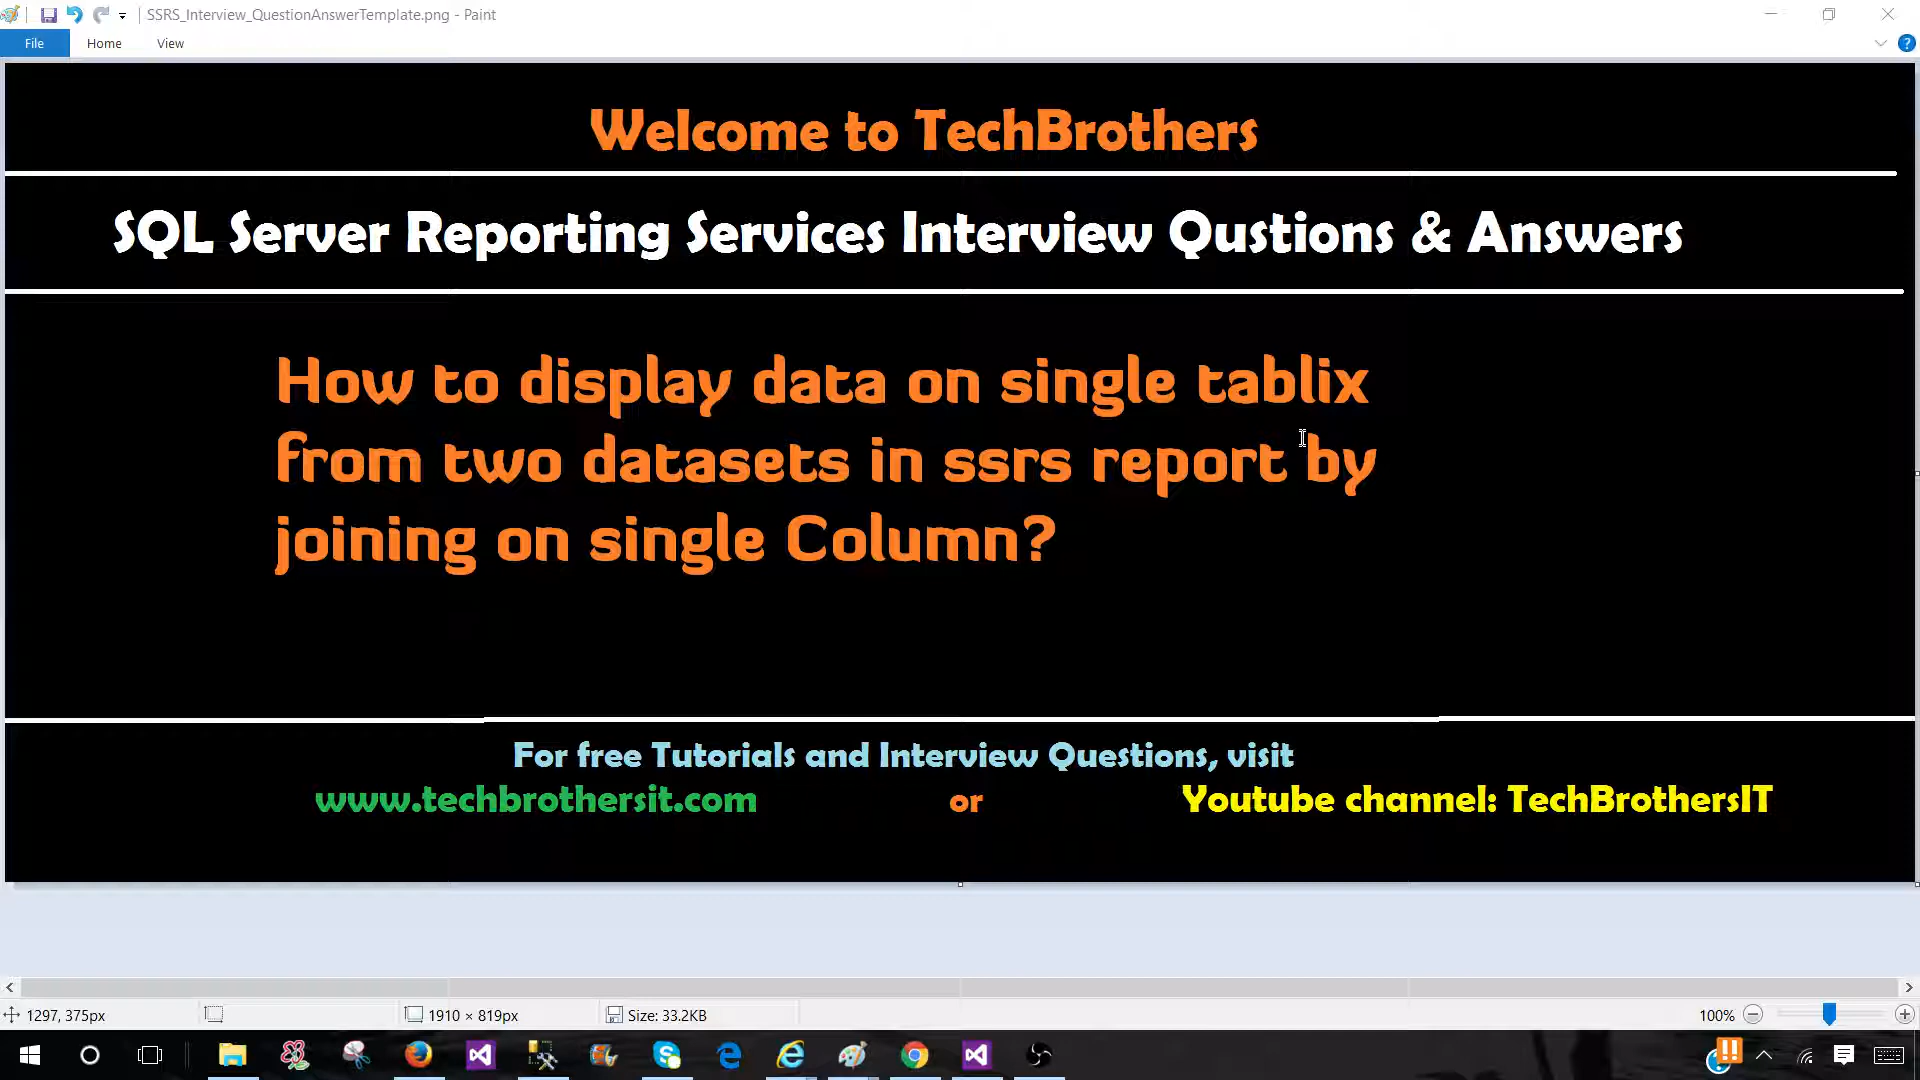 SSRS_Interview_QuestionAnswerTemplate.png - Paint
File Home View
Welcome to TechBrothers
SQL Server Reporting Services Interview Qustions & Answers
How to display data on single tablix
from two datasets in ssrs report by
joining on single Column?
For free Tutorials and Interview Questions, visit
www.techbrothersit.com or Youtube channel: TechBrothersIT
1297, 375px 1910 × 819px Size: 33.2KB 100%